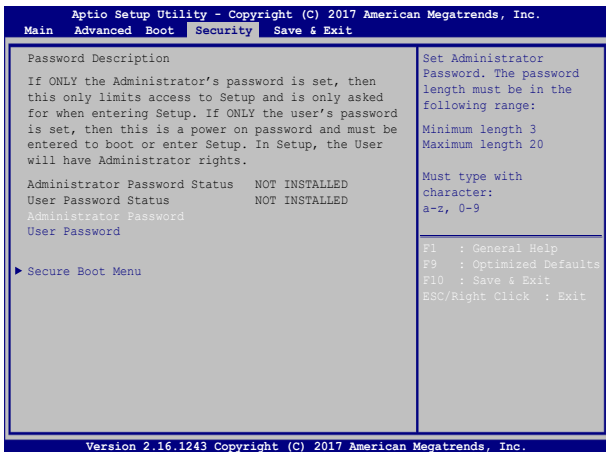 Aptio Setup Utility - Copyright (C) 2017 American Megatrends, Inc.
Main Advanced Boot Security Save & Exit
Password Description
If ONLY the Administrator's password is set, then
this only limits access to Setup and is only asked
for when entering Setup. If ONLY the user's password
is set, then this is a power on password and must be
entered to boot or enter Setup. In Setup, the User
will have Administrator rights.
Administrator Password Status NOT INSTALLED
User Password Status NOT INSTALLED
Administrator Password
User Password
Secure Boot Menu
Set Administrator
Password. The password
length must be in the
following range:
Minimum length 3
Maximum length 20
Must type with
character:
a-z, 0-9
F1 : General Help
F9 : Optimized Defaults
F10 : Save & Exit
ESC/Right Click : Exit
Version 2.16.1243 Copyright (C) 2017 American Megatrends, Inc.